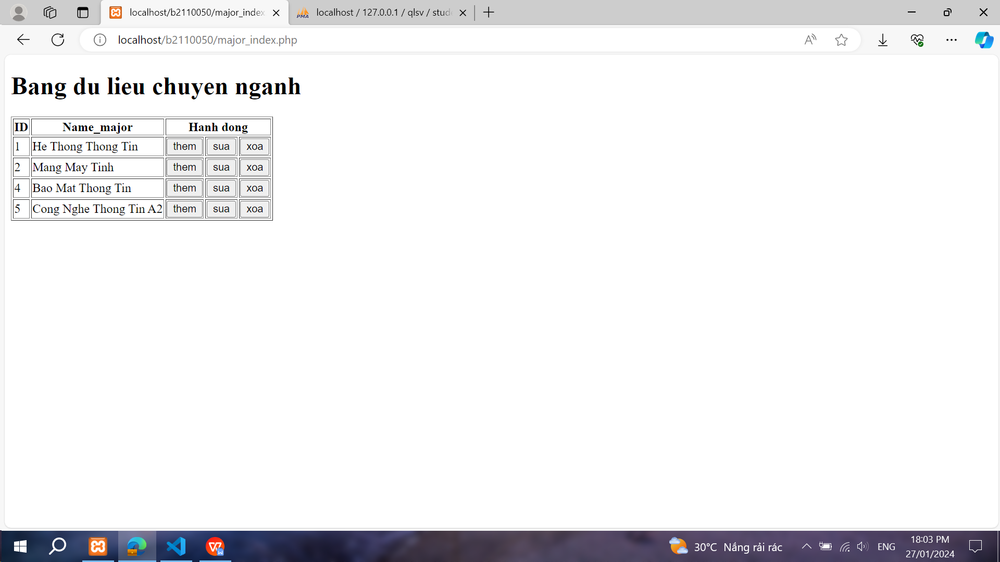 localhost/b2110050/major_index
localhost / 127.0.0.1 / qlsv / stud
localhost/b2110050/major_index.php
Bang du lieu chuyen nganh
ID Name_major Hanh dong
1 He Thong Thong Tin them sua xoa
2 Mang May Tinh them sua xoa
4 Bao Mat Thong Tin them sua xoa
5 Cong Nghe Thong Tin A2 them sua xoa
30°C Nắng rải rác
ENG
18:03 PM
27/01/2024